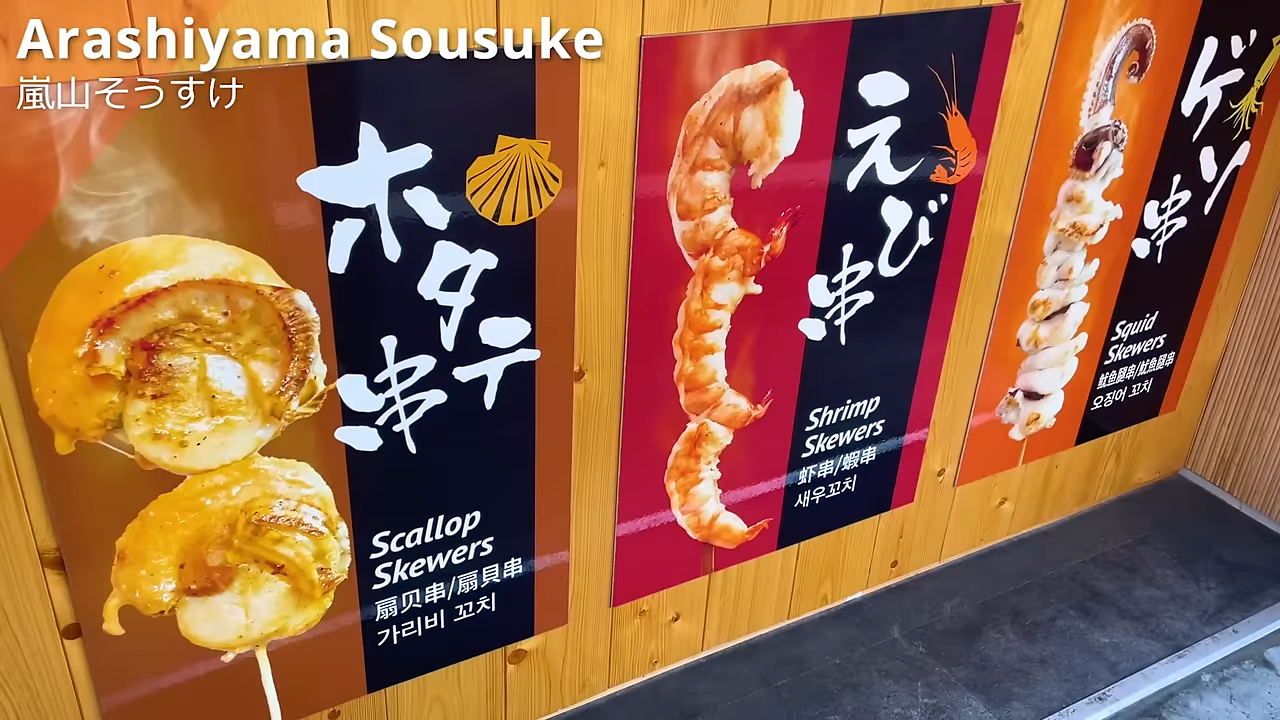 Arashiyama Sousuke
嵐山そうすけ
ホタテ
串
Scallop
Skewers
扇贝串/扇貝串
가리비 꼬치
えび
串
Shrimp
Skewers
虾串/蝦串
새우꼬치
ゲソ
串
Squid
Skewers
鱿鱼腿串/魷魚腿串
오징어 꼬치